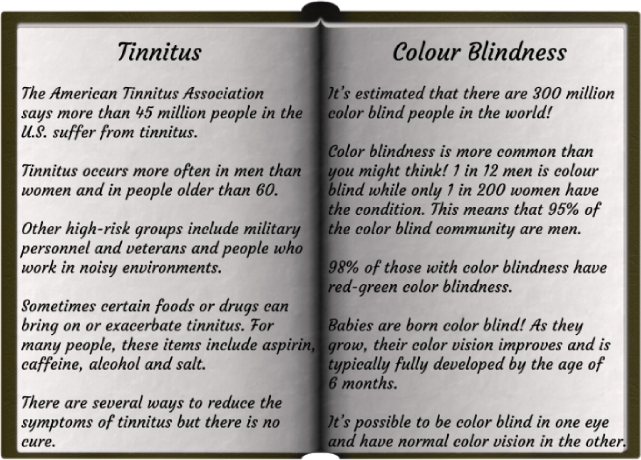 Tinnitus
The American Tinnitus Association
says more than 45 million people in the
U.S. suffer from tinnitus.
Tinnitus occurs more often in men than
women and in people older than 60.
Other high-risk groups include military
personnel and veterans and people who
work in noisy environments.
Sometimes certain foods or drugs can
bring on or exacerbate tinnitus. For
many people, these items include aspirin,
caffeine, alcohol and salt.
There are several ways to reduce the
symptoms of tinnitus but there is no
cure.
Colour Blindness
It's estimated that there are 300 million
color blind people in the world!
Color blindness is more common than
you might think! 1 in 12 men is colour
blind while only 1 in 200 women have
the condition. This means that 95% of
the color blind community are men.
98% of those with color blindness have
red-green color blindness.
Babies are born color blind! As they
grow, their color vision improves and is
typically fully developed by the age of
6 months.
It's possible to be color blind in one eye
and have normal color vision in the other.